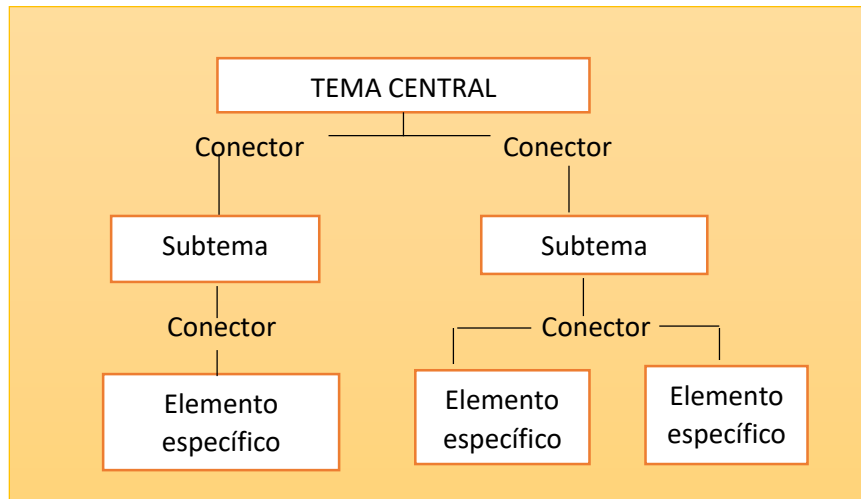 TEMA CENTRAL
Conector
Conector
Subtema
Subtema
Conector
Conector
Elemento
específico
Elemento
específico
Elemento
específico